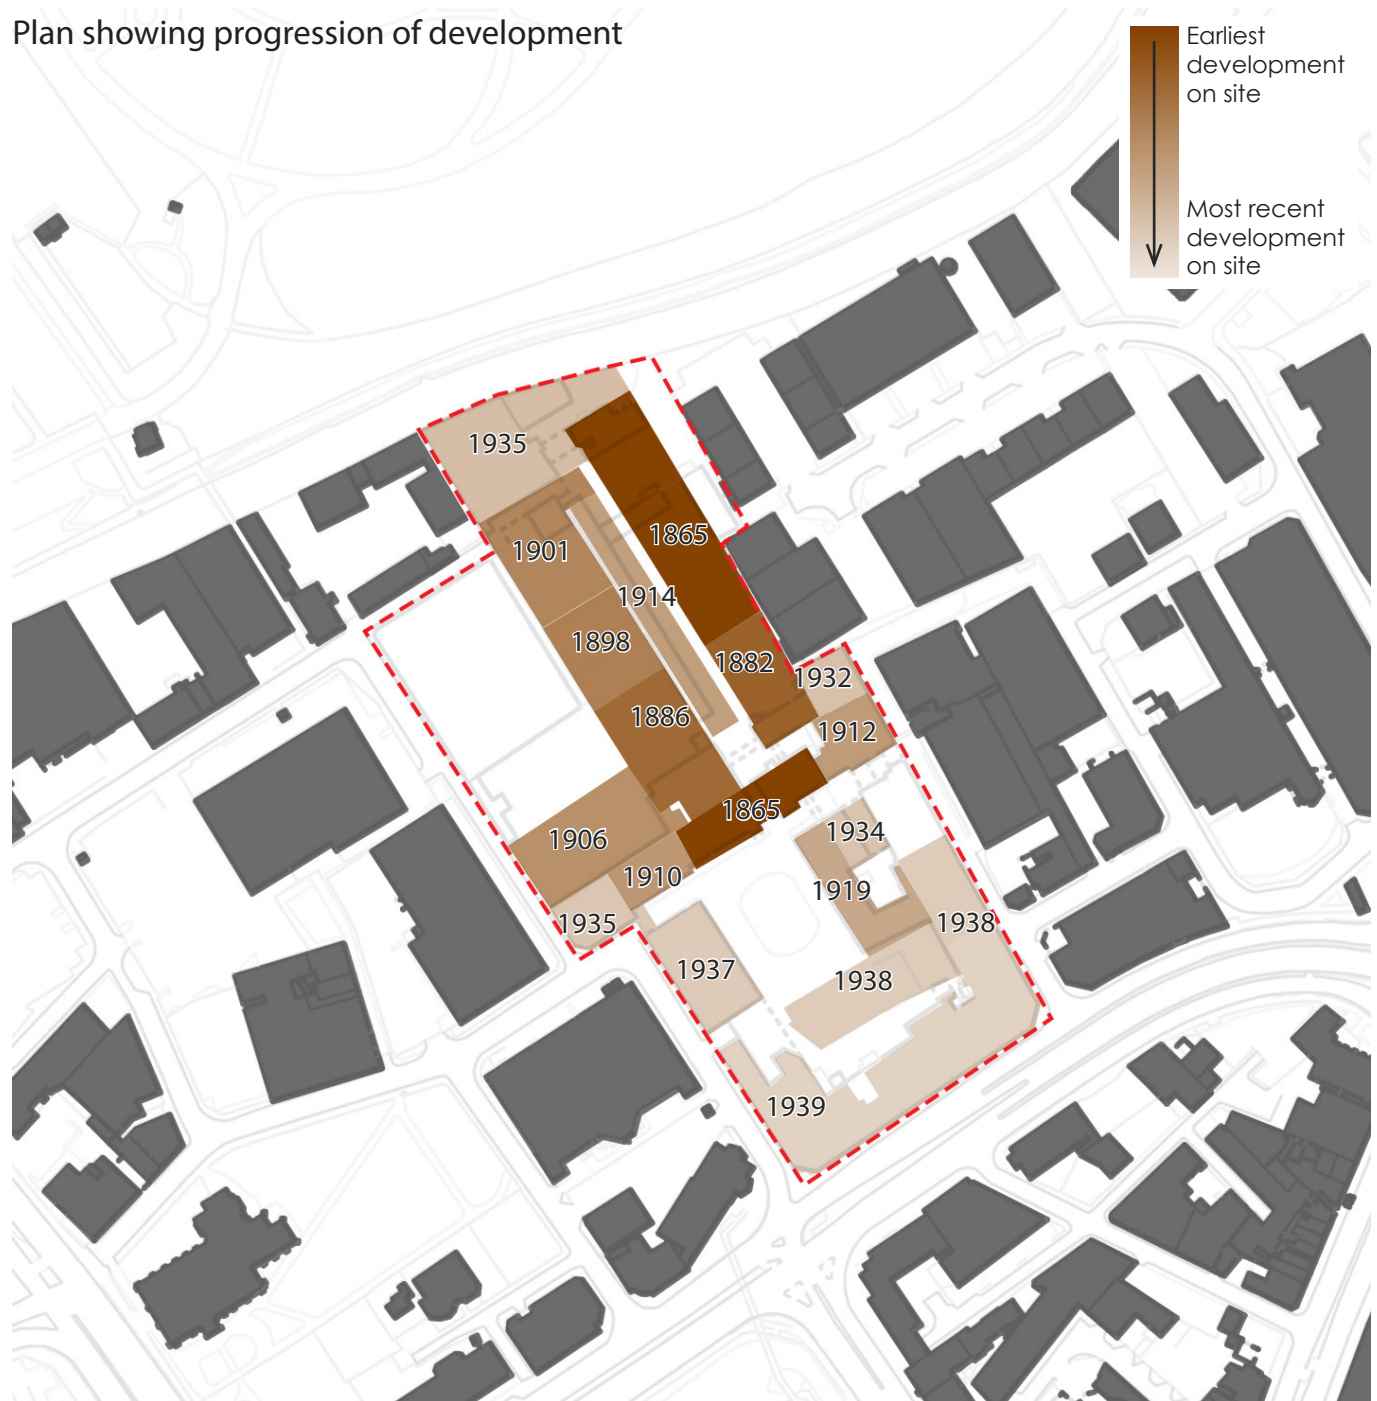 Plan showing progression of development
Earliest
development
on site
Most recent
development
on site
1935
1865
1901
1914
1898
1882
1932
1886
1912
1865
1934
1906
1910
1919
1935
1938
1937
1938
1939